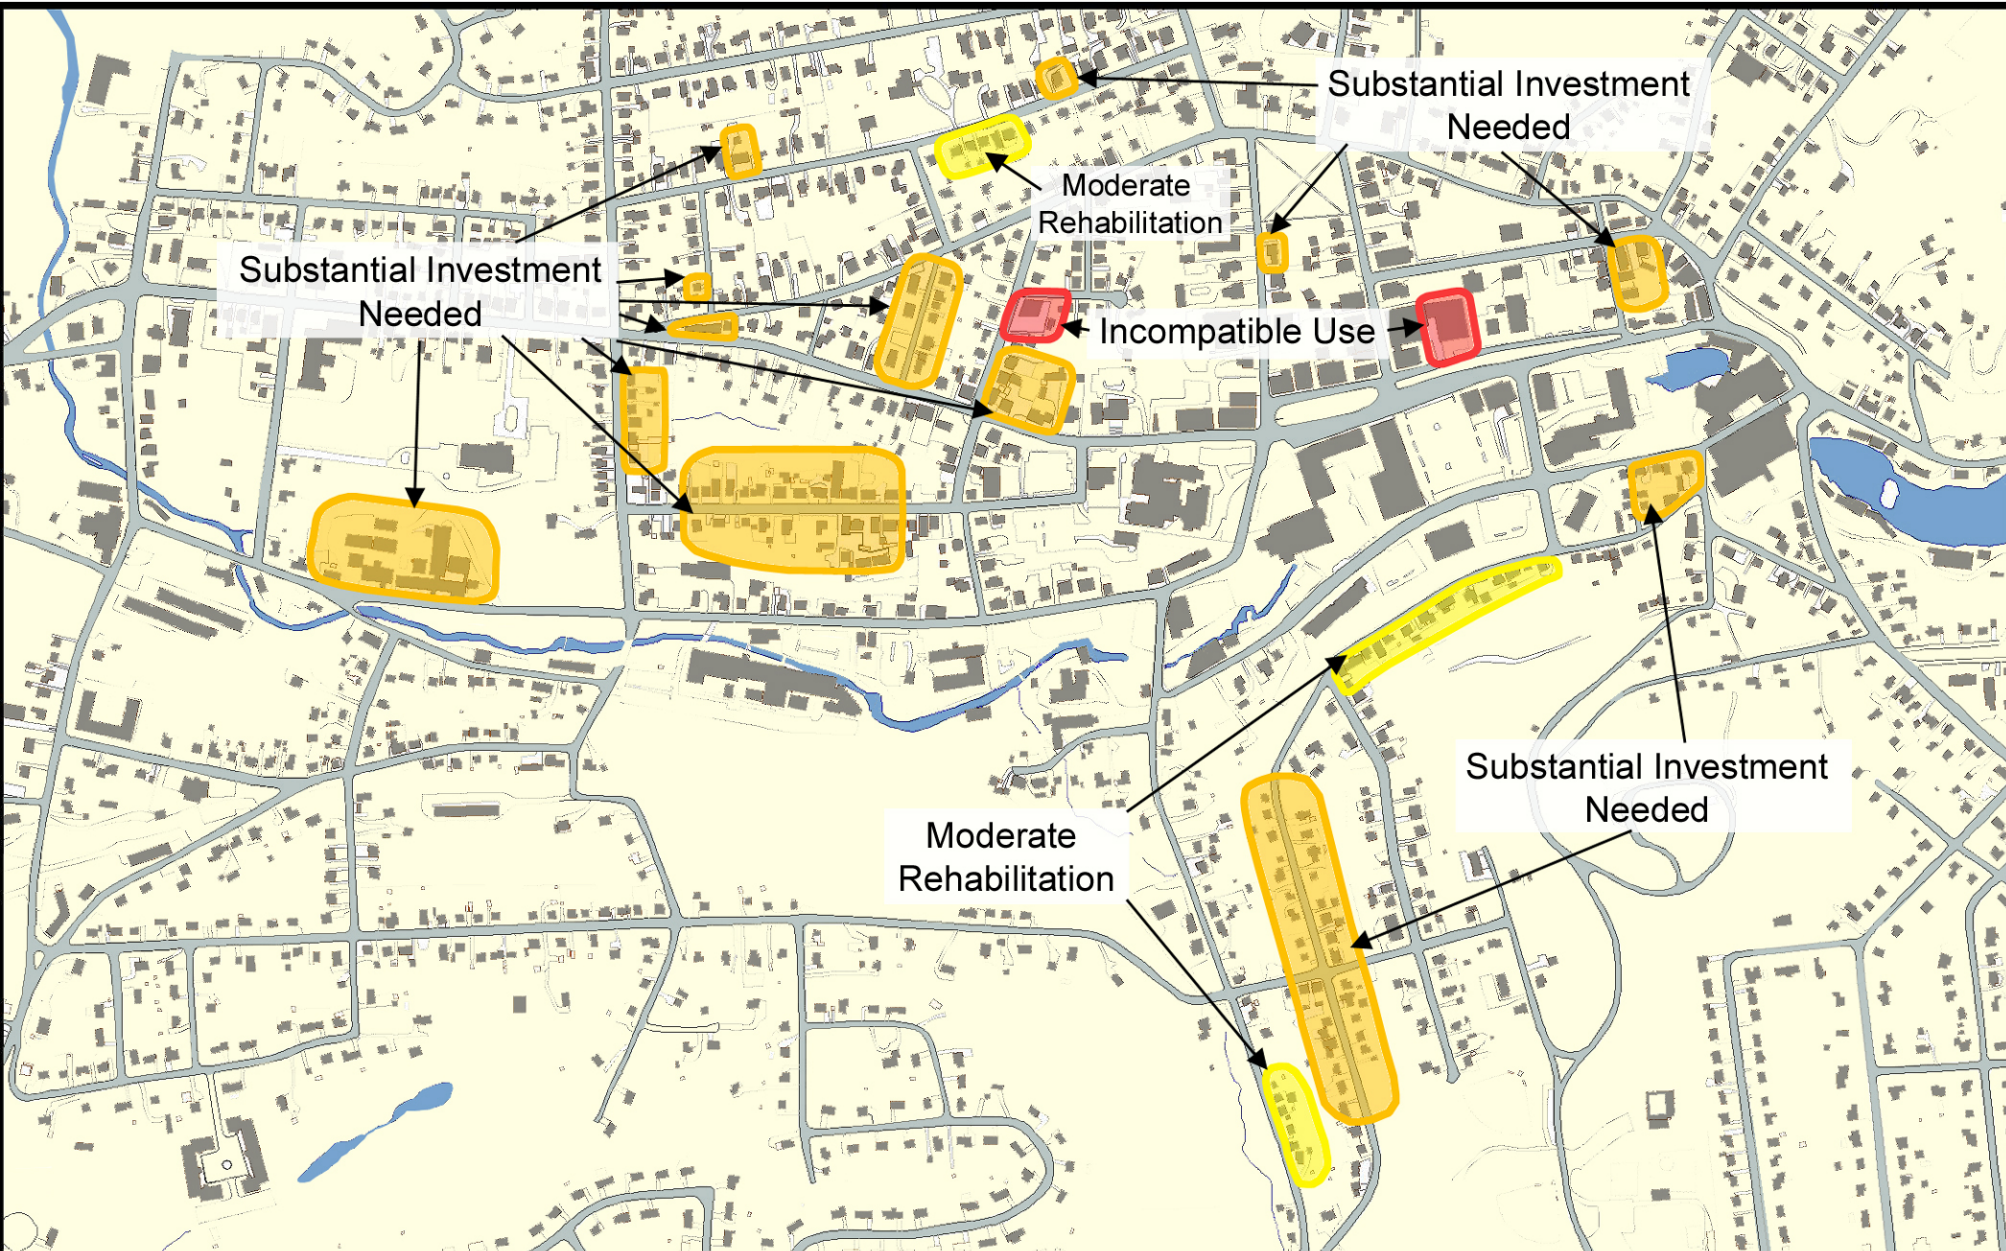 Substantial Investment
Needed
Moderate
Rehabilitation
Substantial Investment
Needed
Incompatible Use
Substantial Investment
Needed
Moderate
Rehabilitation